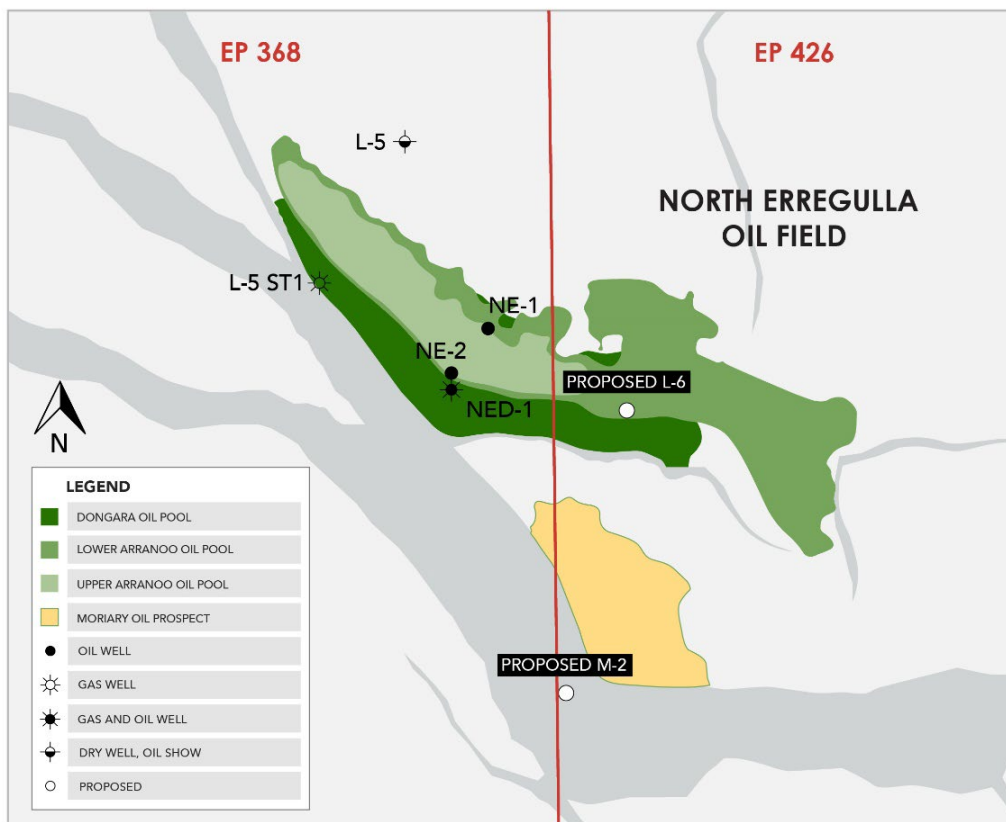 EP 368
EP 426
L-5
NORTH ERREGULLA
OIL FIELD
L-5 ST1
NE-1
NE-2
PROPOSED L-6
NED-1
N
LEGEND
DONGARA OIL POOL
LOWER ARRANOO OIL POOL
UPPER ARRANOO OIL POOL
MORIARY OIL PROSPECT
OIL WELL
GAS WELL
GAS AND OIL WELL
DRY WELL, OIL SHOW
PROPOSED
PROPOSED M-2